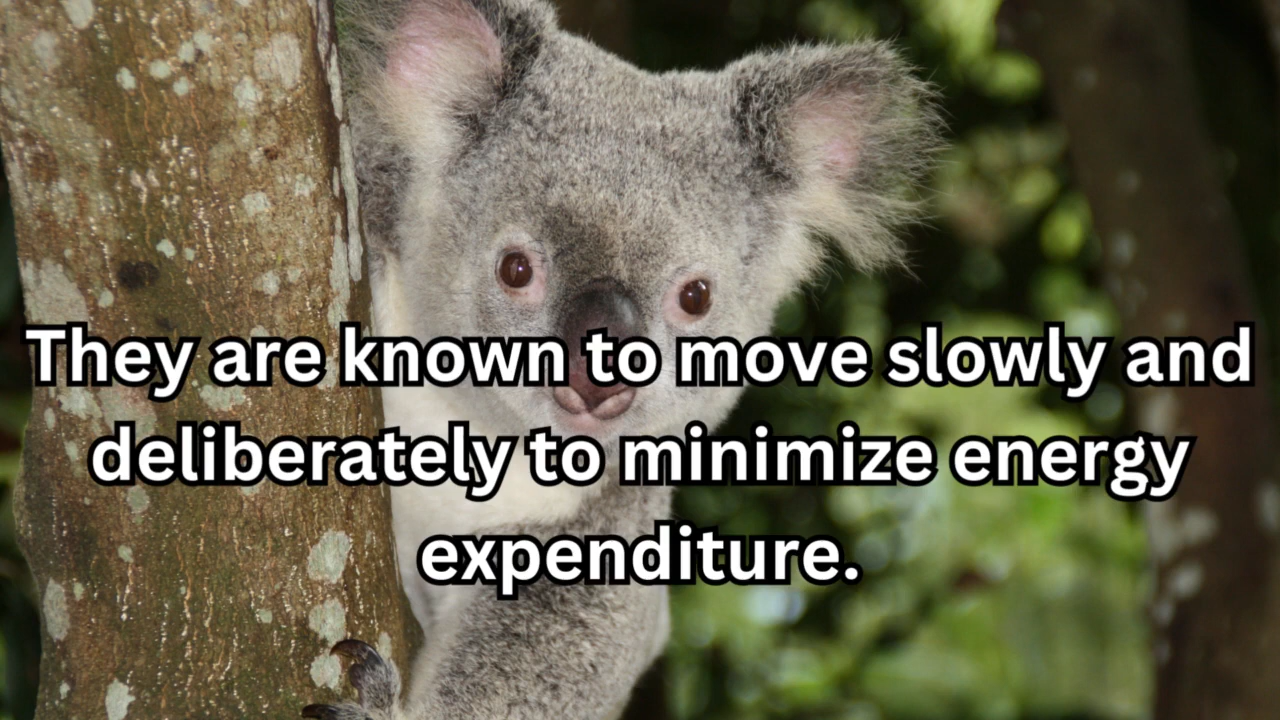 They are known to move slowly and
deliberately to minimize energy
expenditure.